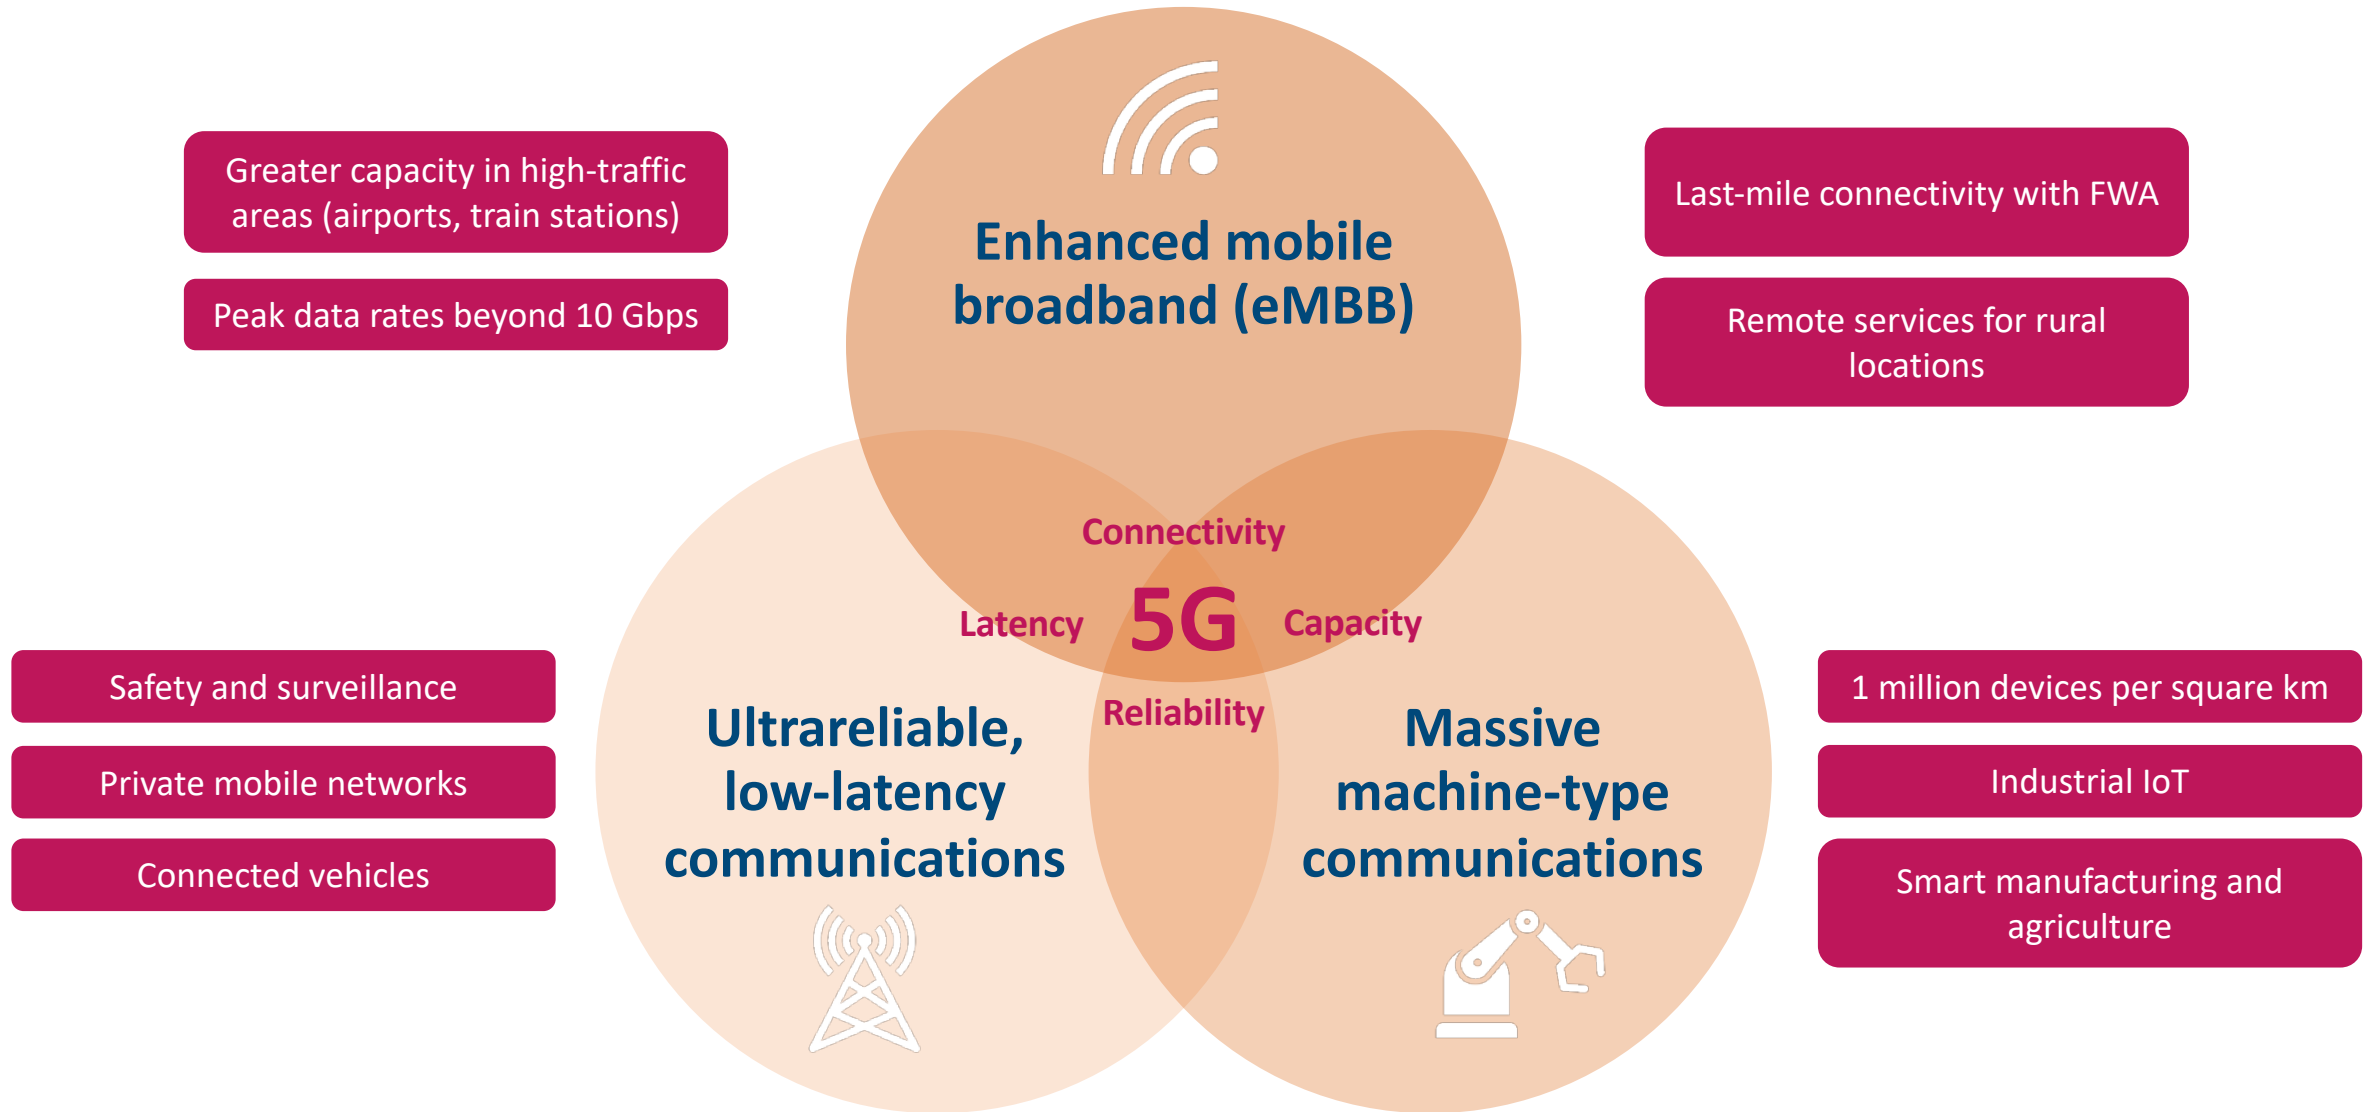 Greater capacity in high-traffic
areas (airports, train stations)
Peak data rates beyond 10 Gbps
Enhanced mobile
broadband (eMBB)
Last-mile connectivity with FWA
Remote services for rural
locations
Connectivity
Latency
5G
Capacity
Reliability
Safety and surveillance
Private mobile networks
Connected vehicles
Ultrareliable,
low-latency
communications
Massive
machine-type
communications
1 million devices per square km
Industrial IoT
Smart manufacturing and
agriculture